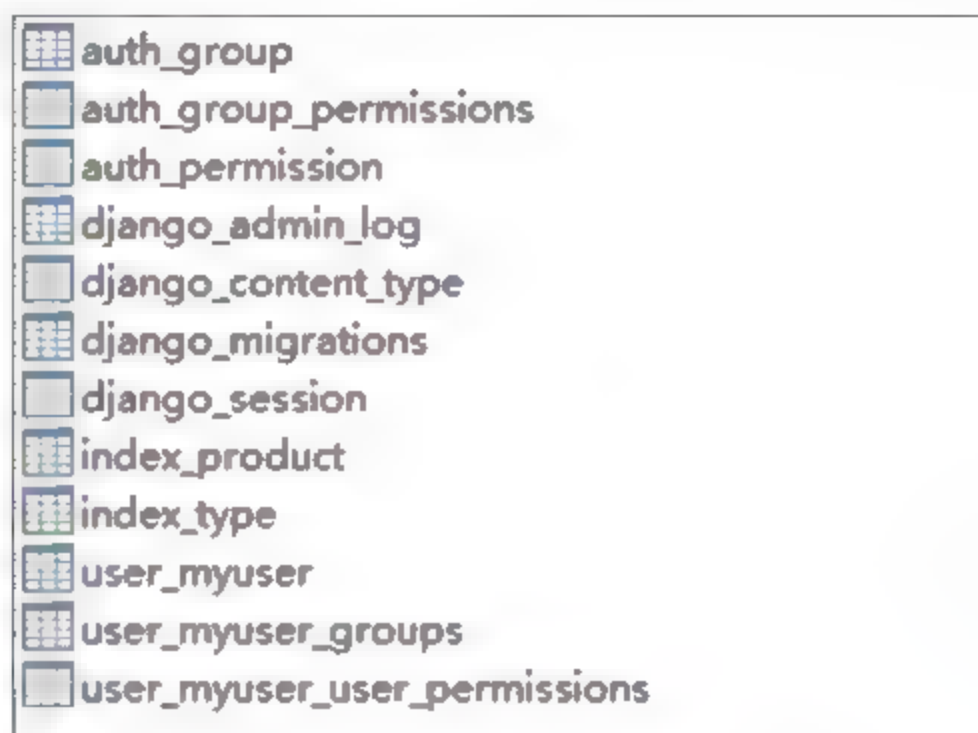 auth_group
auth_group_permissions
auth_permission
django_admin_log
django_content_type
django_migrations
django_session
index_product
index_type
user_myuser
user_myuser_groups
user_myuser_user_permissions